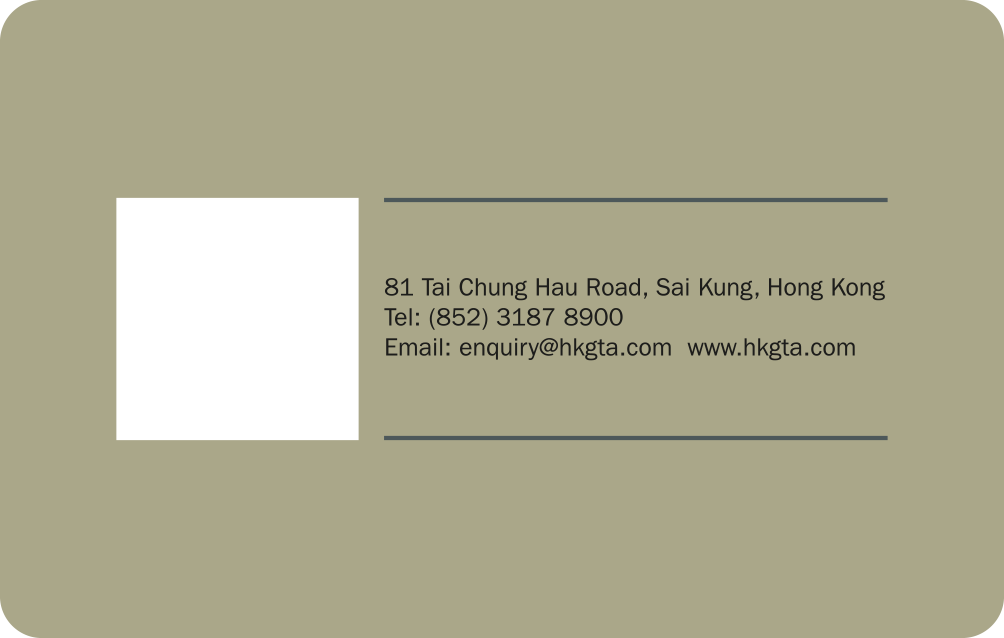 81 Tai Chung Hau Road, Sai Kung, Hong Kong
Tel: (852) 3187 8900
Email: enquiry@hkgta.com  www.hkgta.com